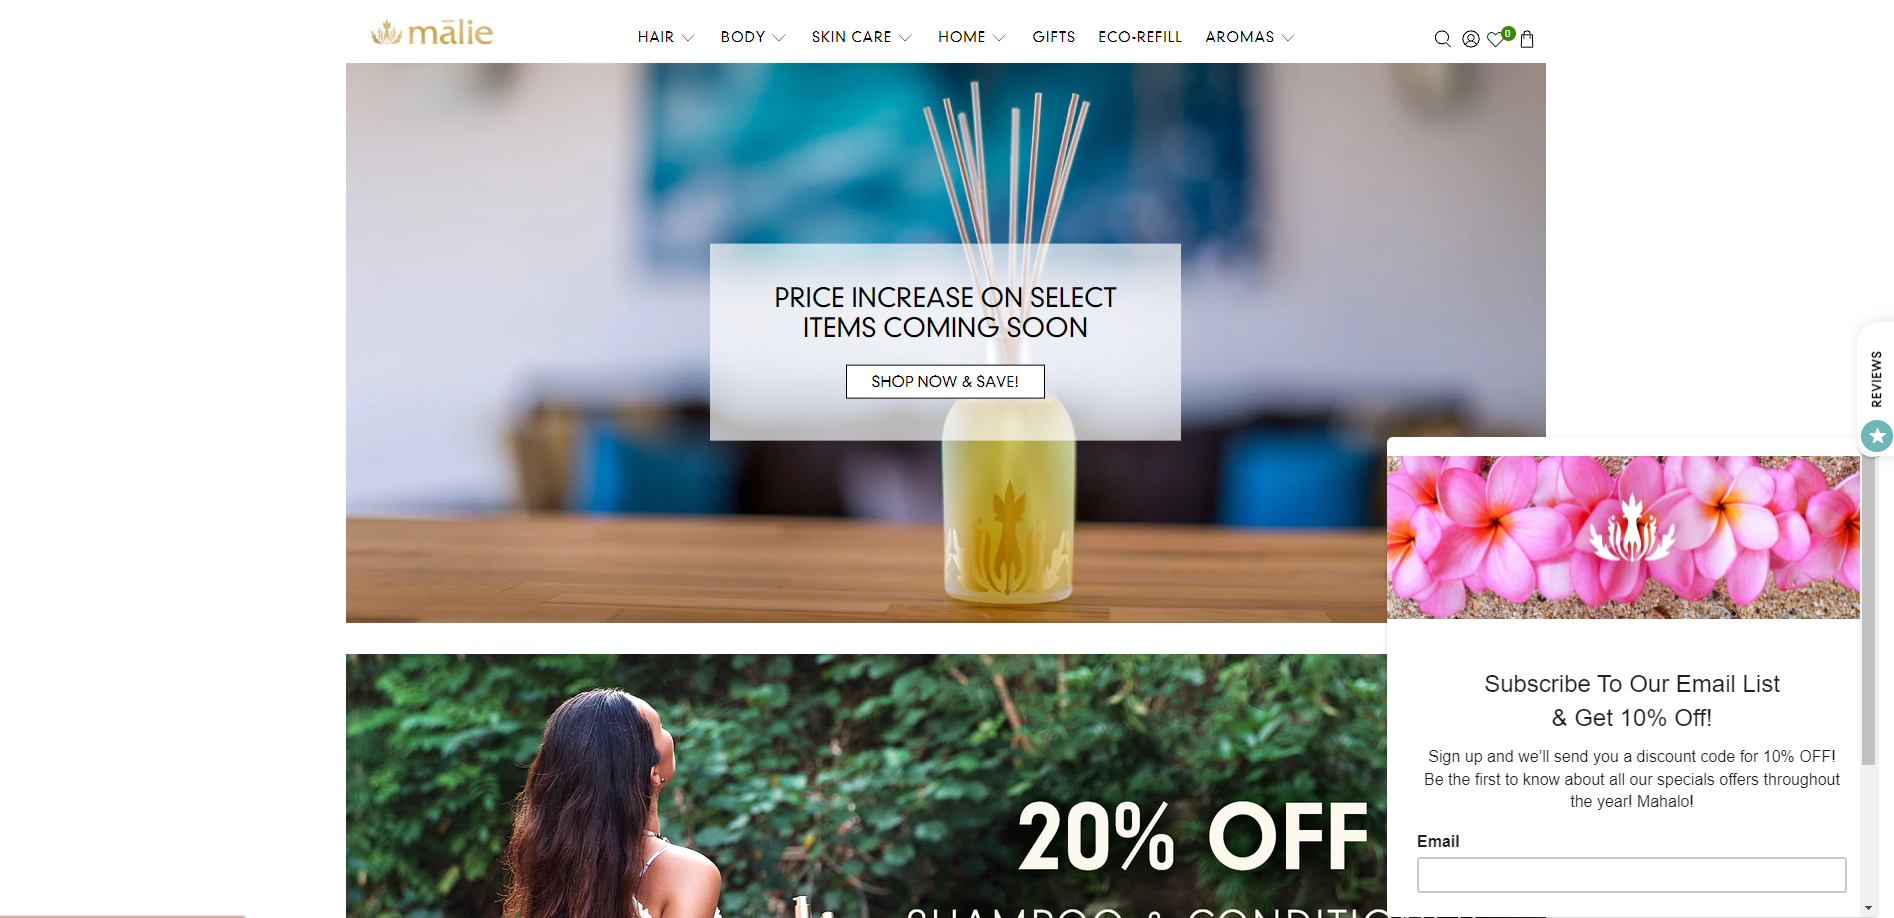 mālie
HAIR BODY SKIN CARE HOME GIFTS ECO-REFILL AROMAS
0
PRICE INCREASE ON SELECT
ITEMS COMING SOON
SHOP NOW & SAVE!
REVIEWS
Subscribe To Our Email List
& Get 10% Off!
Sign up and we'll send you a discount code for 10% OFF!
Be the first to know about all our specials offers throughout
the year! Mahalo!
Email
20% OFF
SHAMPOO & CONDITIO